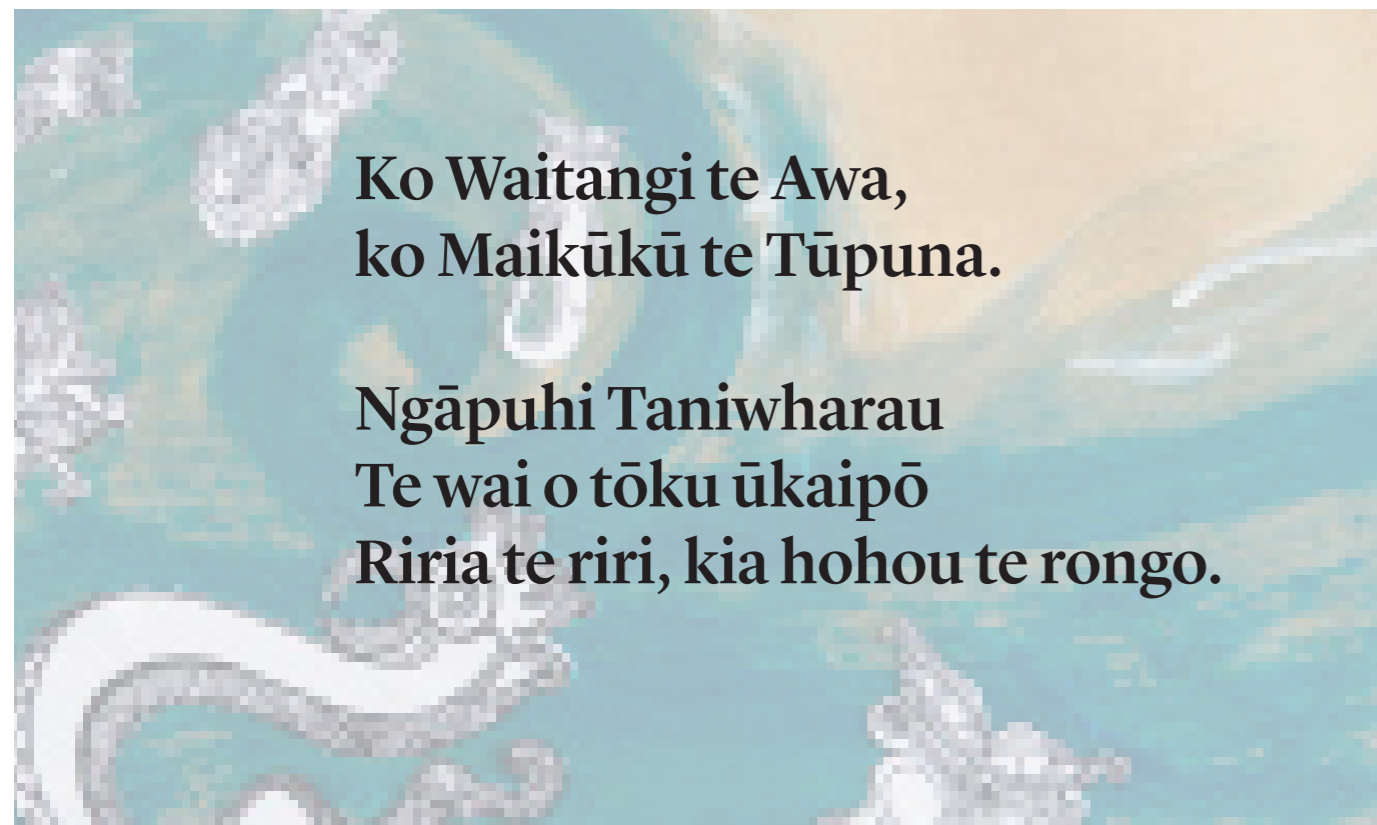 Ko Waitangi te Awa,
ko Maikūkū te Tūpuna.
Ngāpuhi Taniwharau
Te wai o tōku ūkaipō
Riria te riri, kia hohou te rongo.